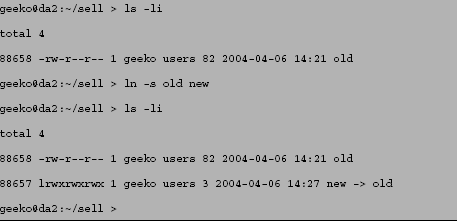 geeko@da2:~/sell > ls -li
total 4
88658 -rw-r--r-- 1 geeko users 82 2004-04-06 14:21 old
geeko@da2:~/sell > ln -s old new
geeko@da2:~/sell > ls -li
total 4
88658 -rw-r--r-- 1 geeko users 82 2004-04-06 14:21 old
88657 lrwxrwxrwx 1 geeko users 3 2004-04-06 14:27 new -> old
geeko@da2:~/sell >